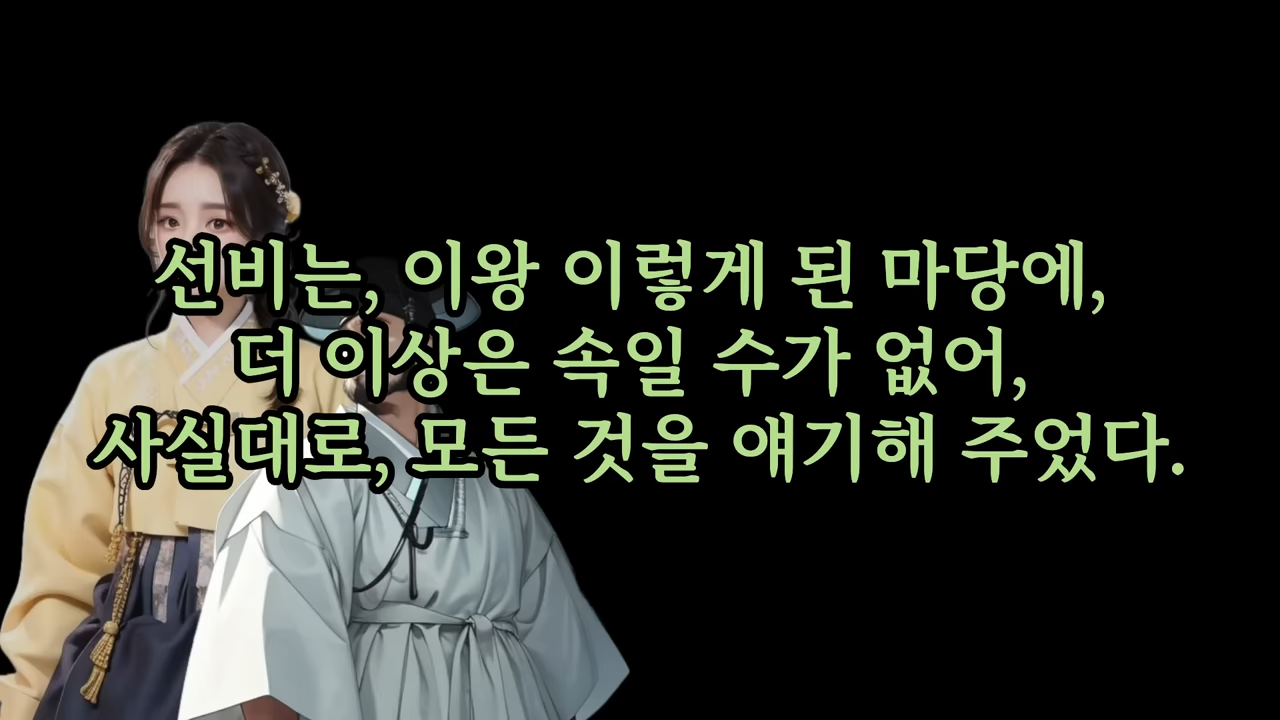 선비는, 이왕 이렇게 된 마당에,
더 이상은 속일 수가 없어,
사실대로, 모든 것을 얘기해 주었다.